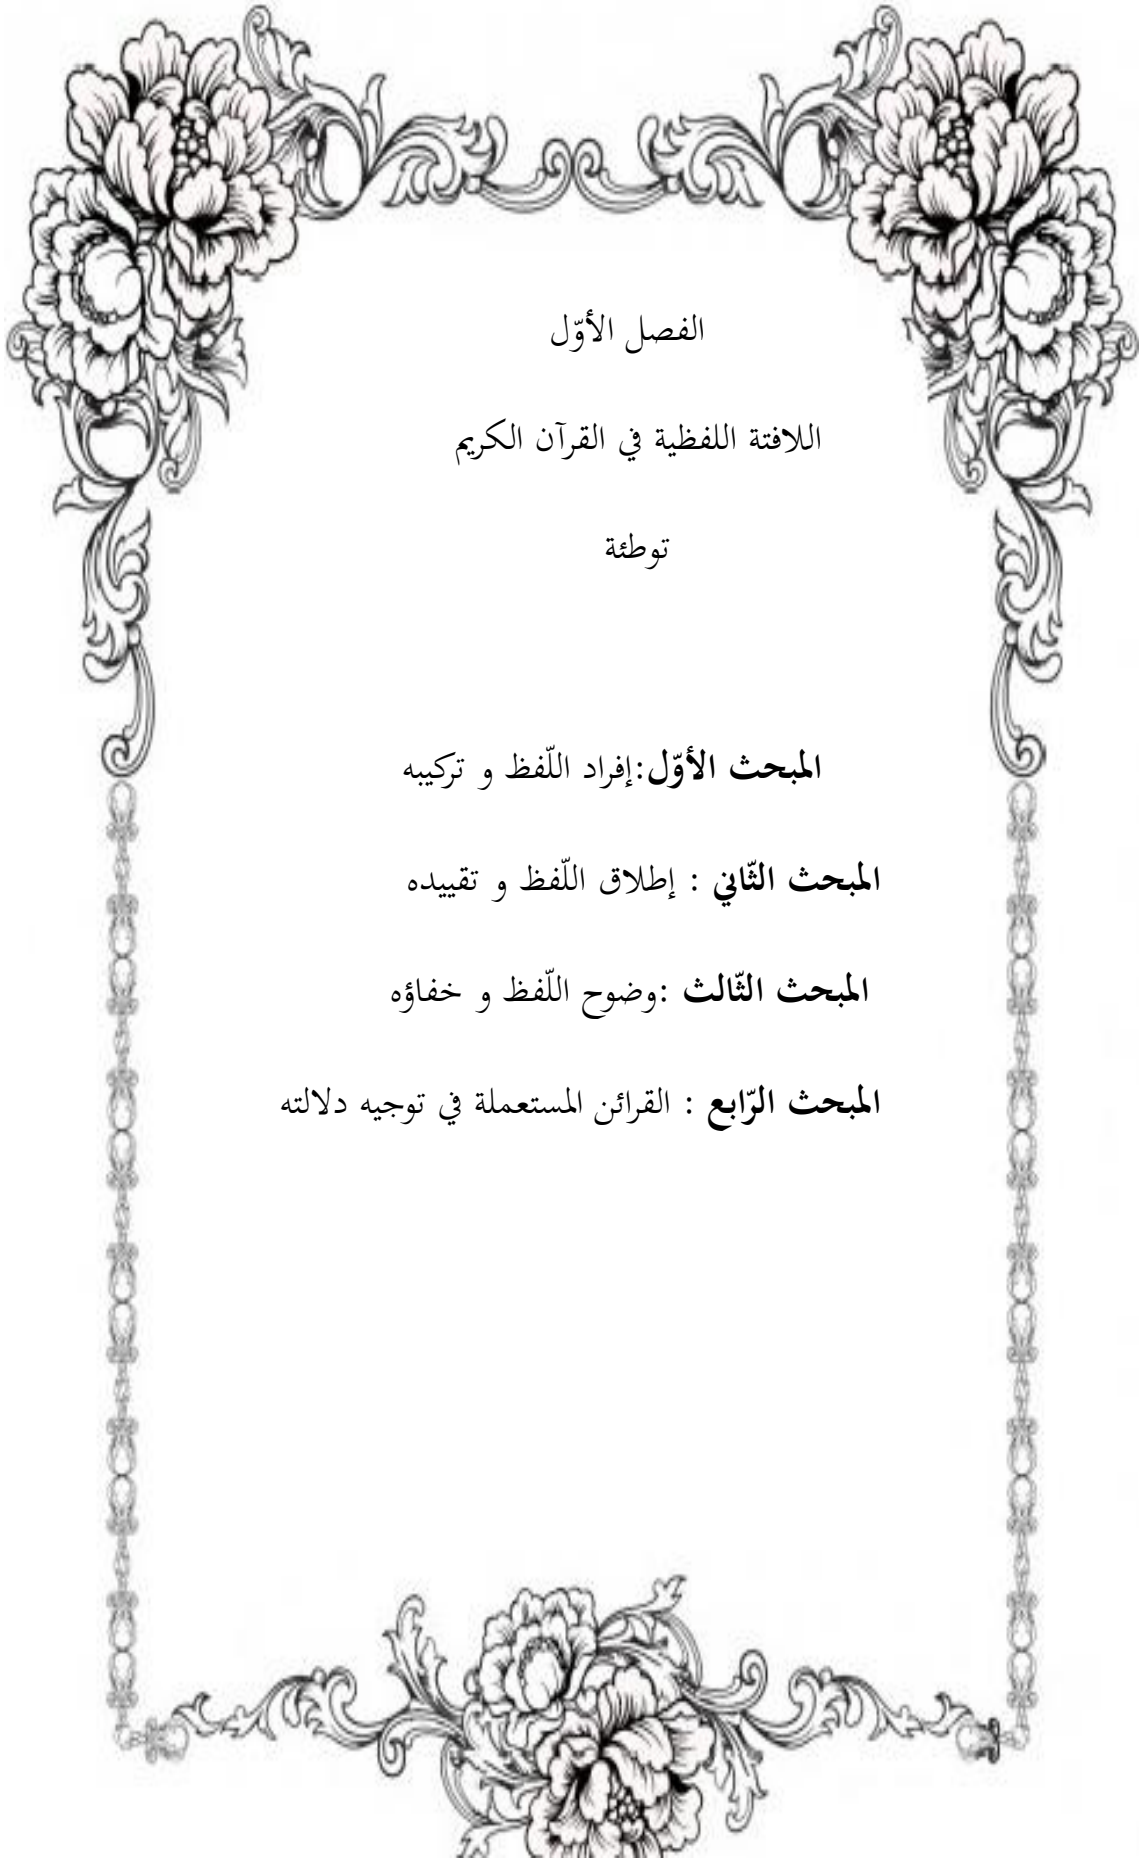 الفصل الأوّل
اللافتة اللفظية في القرآن الكريم
توطئة
المبحث الأوّل:إفراد اللّفظ و تركيبه
المبحث الثّاني : إطلاق اللّفظ و تقييده
المبحث الثّالث :وضوح اللّفظ و خفاؤه
المبحث الرّابع : القرائن المستعملة في توجيه دلالته